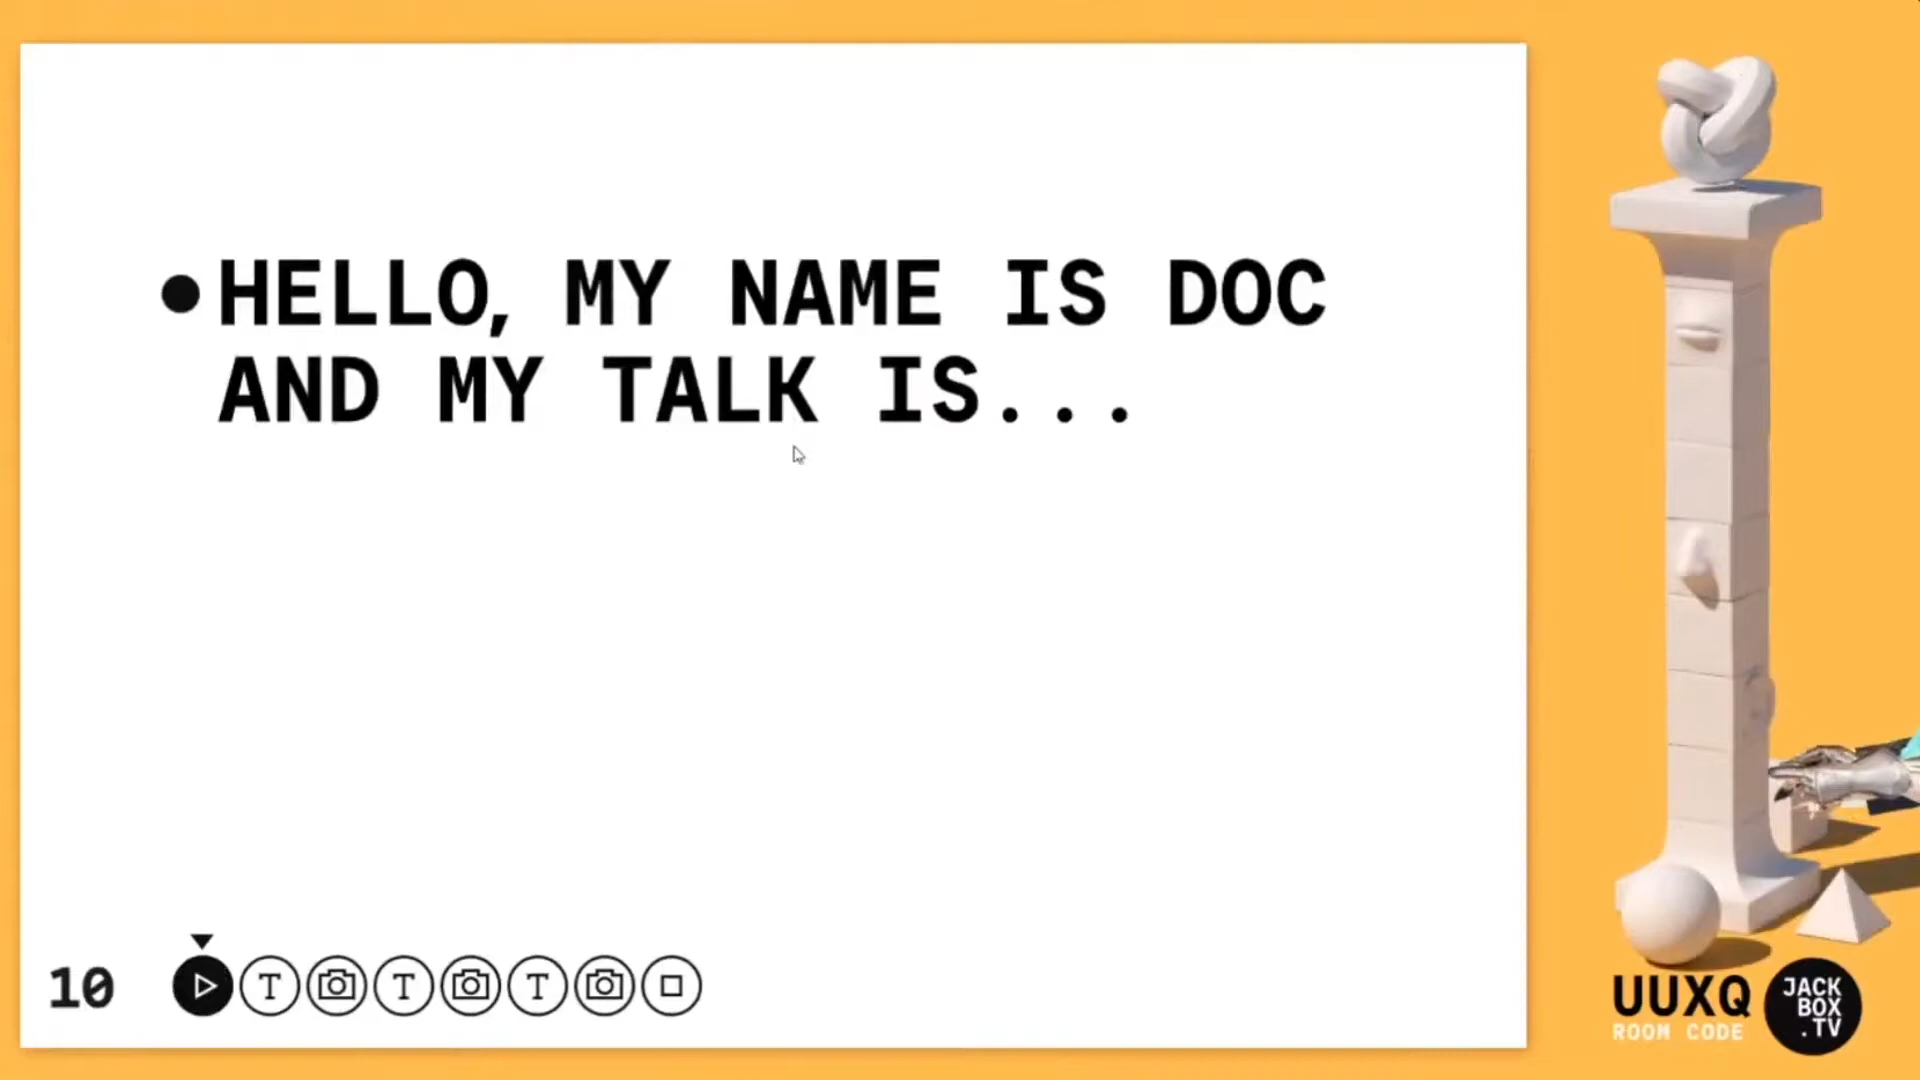 HELLO, MY NAME IS DOC
AND MY TALK IS...
10
T T T
UUXQ
ROOM CODE
JACK
BOX
.TV